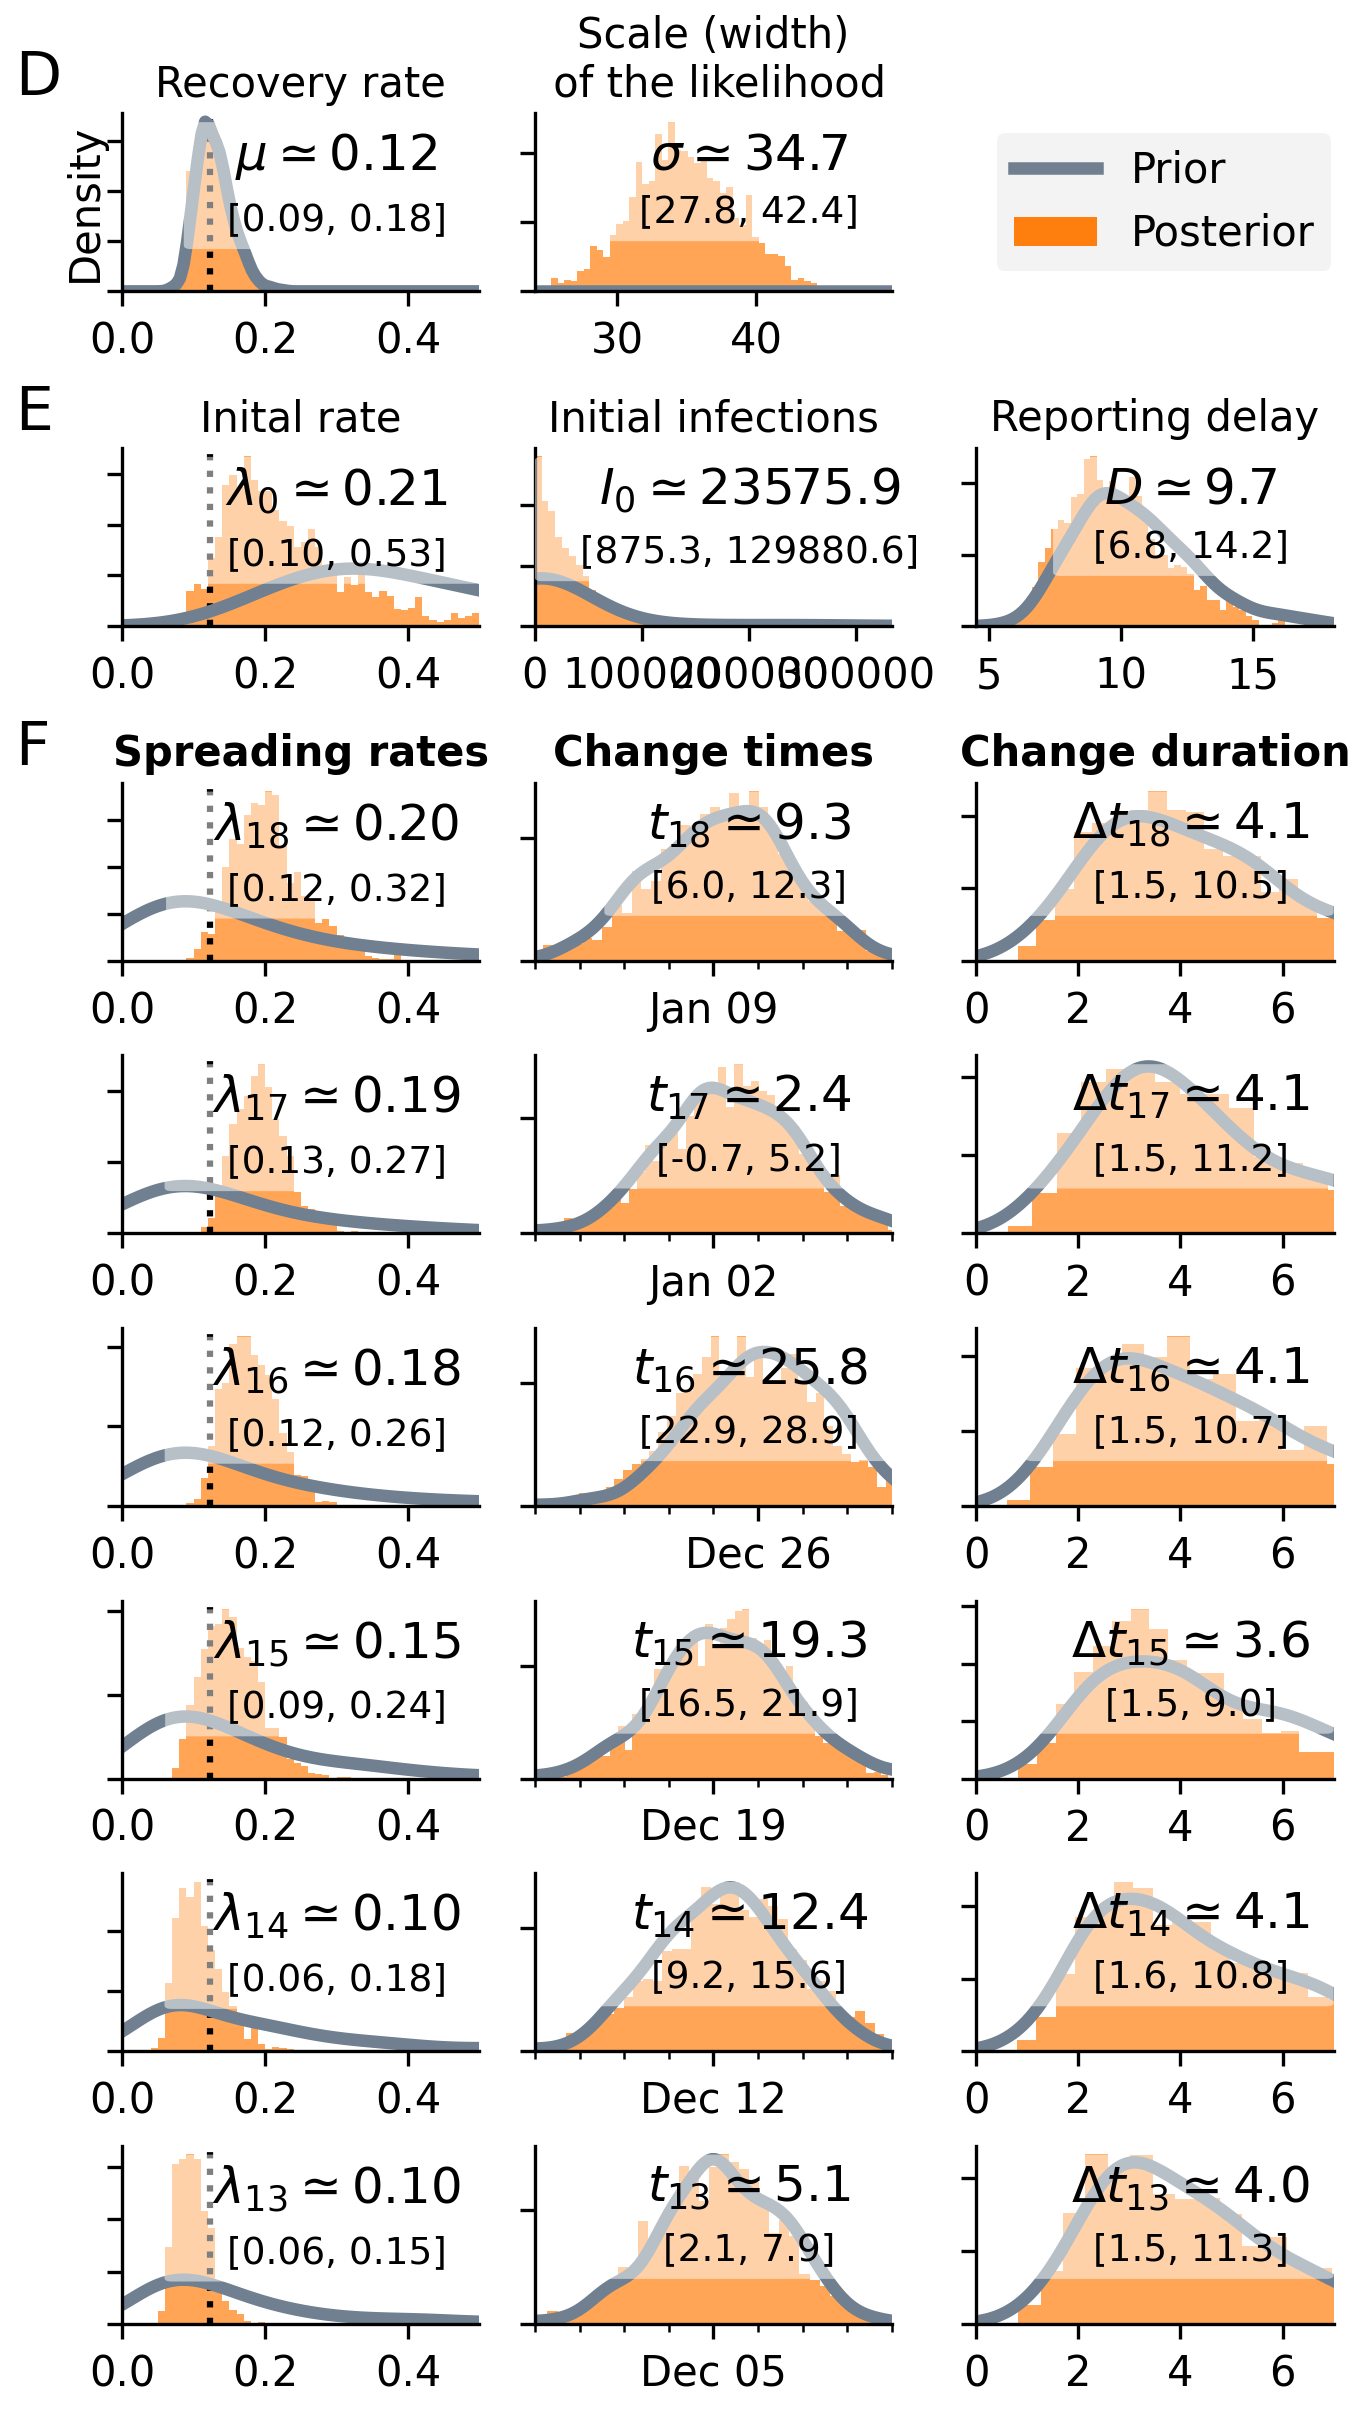 D
Recovery rate
Scale (width)
of the likelihood
Density
μ ≃ 0.12
[0.09, 0.18]
0.0 0.2 0.4
σ ≃ 34.7
[27.8, 42.4]
30 40
Prior
Posterior
E
Inital rate
Initial infections
Reporting delay
λ0 ≃ 0.21
[0.10, 0.53]
0.0 0.2 0.4
I0 ≃ 23575.9
[875.3, 129880.6]
0 100000 200000 300000
D ≃ 9.7
[6.8, 14.2]
5 10 15
F
Spreading rates
Change times
Change duration
λ18 ≃ 0.20
[0.12, 0.32]
0.0 0.2 0.4
t18 ≃ 9.3
[6.0, 12.3]
Jan 09
Δt18 ≃ 4.1
[1.5, 10.5]
0 2 4 6
λ17 ≃ 0.19
[0.13, 0.27]
0.0 0.2 0.4
t17 ≃ 2.4
[-0.7, 5.2]
Jan 02
Δt17 ≃ 4.1
[1.5, 11.2]
0 2 4 6
λ16 ≃ 0.18
[0.12, 0.26]
0.0 0.2 0.4
t16 ≃ 25.8
[22.9, 28.9]
Dec 26
Δt16 ≃ 4.1
[1.5, 10.7]
0 2 4 6
λ15 ≃ 0.15
[0.09, 0.24]
0.0 0.2 0.4
t15 ≃ 19.3
[16.5, 21.9]
Dec 19
Δt15 ≃ 3.6
[1.5, 9.0]
0 2 4 6
λ14 ≃ 0.10
[0.06, 0.18]
0.0 0.2 0.4
t14 ≃ 12.4
[9.2, 15.6]
Dec 12
Δt14 ≃ 4.1
[1.6, 10.8]
0 2 4 6
λ13 ≃ 0.10
[0.06, 0.15]
0.0 0.2 0.4
t13 ≃ 5.1
[2.1, 7.9]
Dec 05
Δt13 ≃ 4.0
[1.5, 11.3]
0 2 4 6